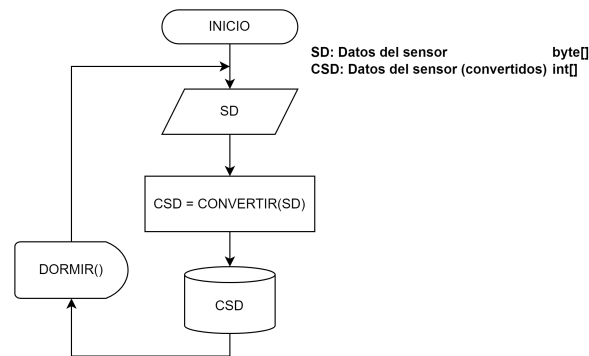 INICIO
SD: Datos del sensor byte[]
CSD: Datos del sensor (convertidos) int[]
SD
CSD = CONVERTIR(SD)
DORMIR()
CSD